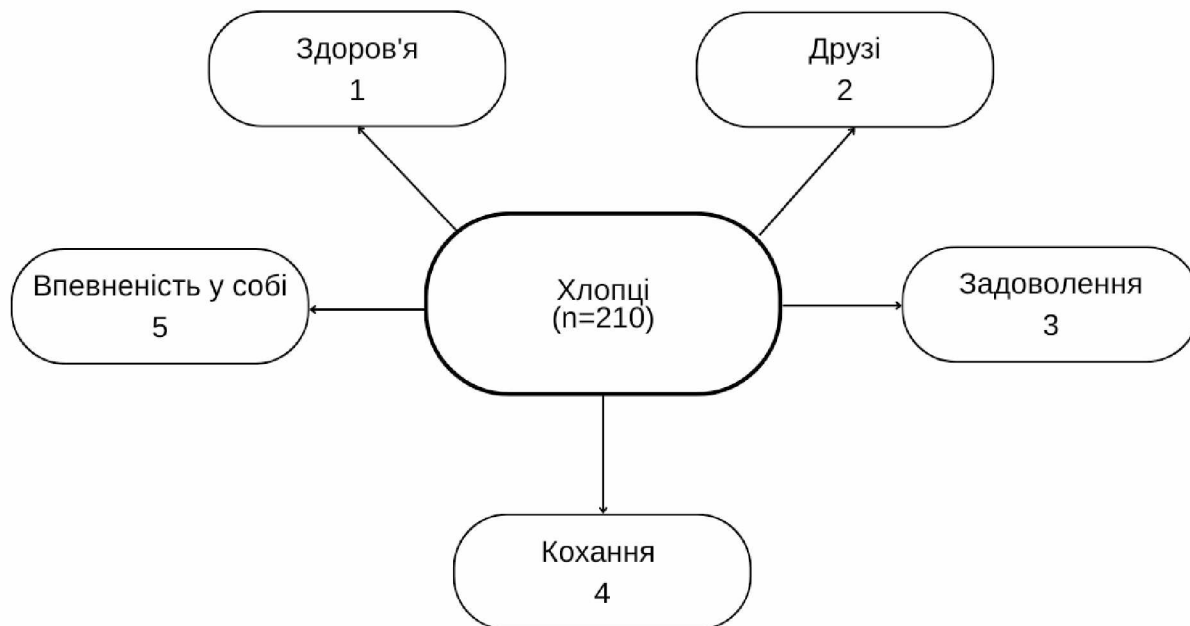 Здоров'я
1
Друзі
2
Впевненість у собі
5
Хлопці
(n=210)
Задоволення
3
Кохання
4